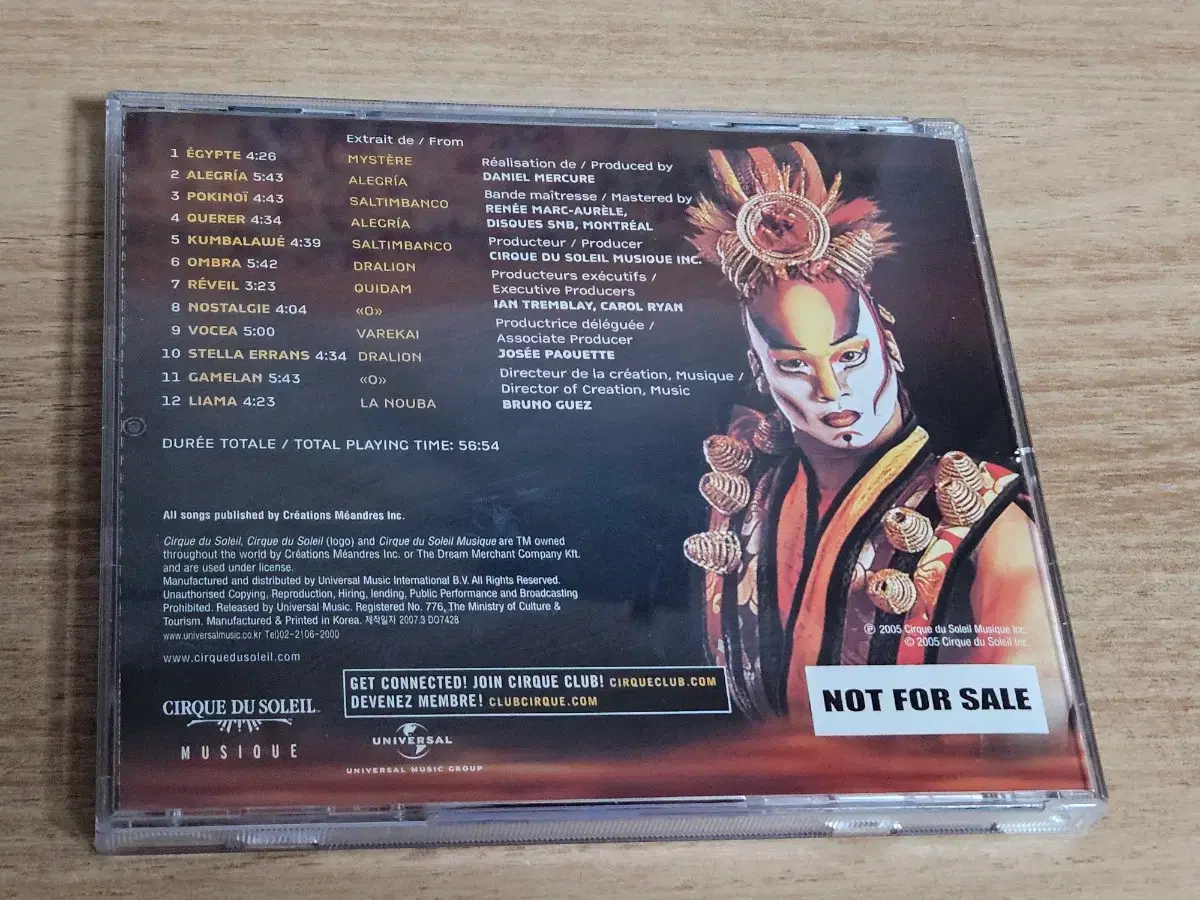 Extrait de / From
1 ÉGYPTE 4:26 MYSTÈRE
2 ALEGRÍA 5:43 ALEGRÍA
3 POKINOÏ 4:43 SALTIMBANCO
4 QUERER 4:34 ALEGRÍA
5 KUMBALAWÉ 4:39 SALTIMBANCO
6 OMBRA 5:42 DRALION
7 RÉVEIL 3:23 QUIDAM
8 NOSTALGIE 4:04 «O»
9 VOCEA 5:00 VAREKAI
10 STELLA ERRANS 4:34 DRALION
11 GAMELAN 5:43 «O»
12 LIAMA 4:23 LA NOUBA
DURÉE TOTALE / TOTAL PLAYING TIME: 56:54
Réalisation de / Produced by
DANIEL MERCURE
Bande maîtresse / Mastered by
RENÉE MARC-AURÈLE,
DISQUES SNB, MONTRÉAL
Producteur / Producer
CIRQUE DU SOLEIL MUSIQUE INC.
Producteurs exécutifs /
Executive Producers
IAN TREMBLAY, CAROL RYAN
Productrice déléguée /
Associate Producer
JOSÉE PAQUETTE
Directeur de la création, Musique /
Director of Creation, Music
BRUNO GUEZ
All songs published by Créations Méandres Inc.
Cirque du Soleil, Cirque du Soleil (logo) and Cirque du Soleil Musique are TM owned
throughout the world by Créations Méandres Inc. or The Dream Merchant Company Kft.
and are used under license.
Manufactured and distributed by Universal Music International B.V. All Rights Reserved.
Unauthorised Copying, Reproduction, Hiring, lending, Public Performance and Broadcasting
Prohibited. Released by Universal Music. Registered No. 776, The Ministry of Culture &
Tourism. Manufactured & Printed in Korea. 제작일자 2007.3 DO7428
www.universalmusic.co.kr Tel)02-2106-2000
www.cirquedusoleil.com
℗ 2005 Cirque du Soleil Musique Inc.
© 2005 Cirque du Soleil Inc.
GET CONNECTED! JOIN CIRQUE CLUB! CIRQUECLUB.COM
DEVENEZ MEMBRE! CLUBCIRQUE.COM
NOT FOR SALE
CIRQUE DU SOLEIL
MUSIQUE
UNIVERSAL
UNIVERSAL MUSIC GROUP